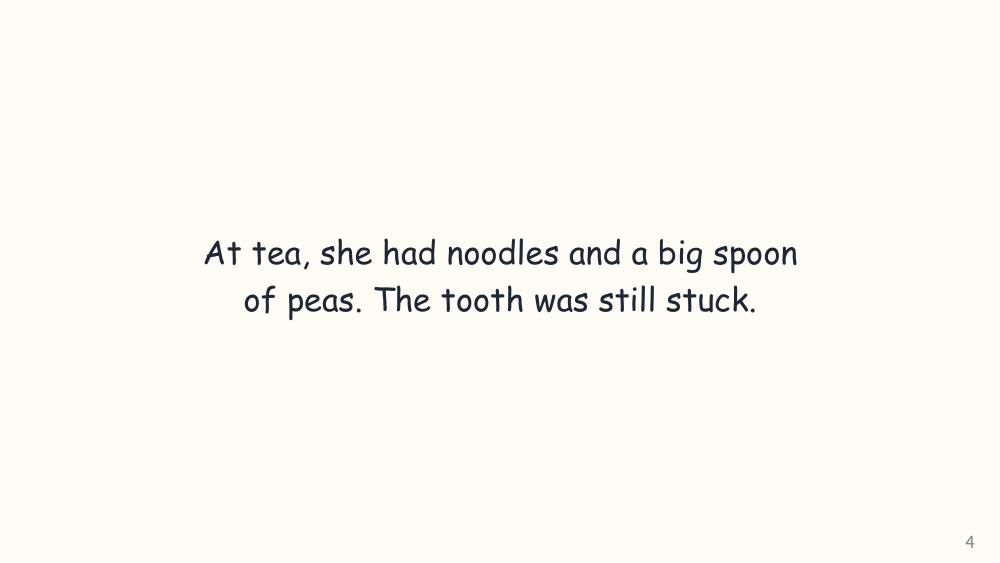 At tea, she had noodles and a big spoon
of peas. The tooth was still stuck.
4